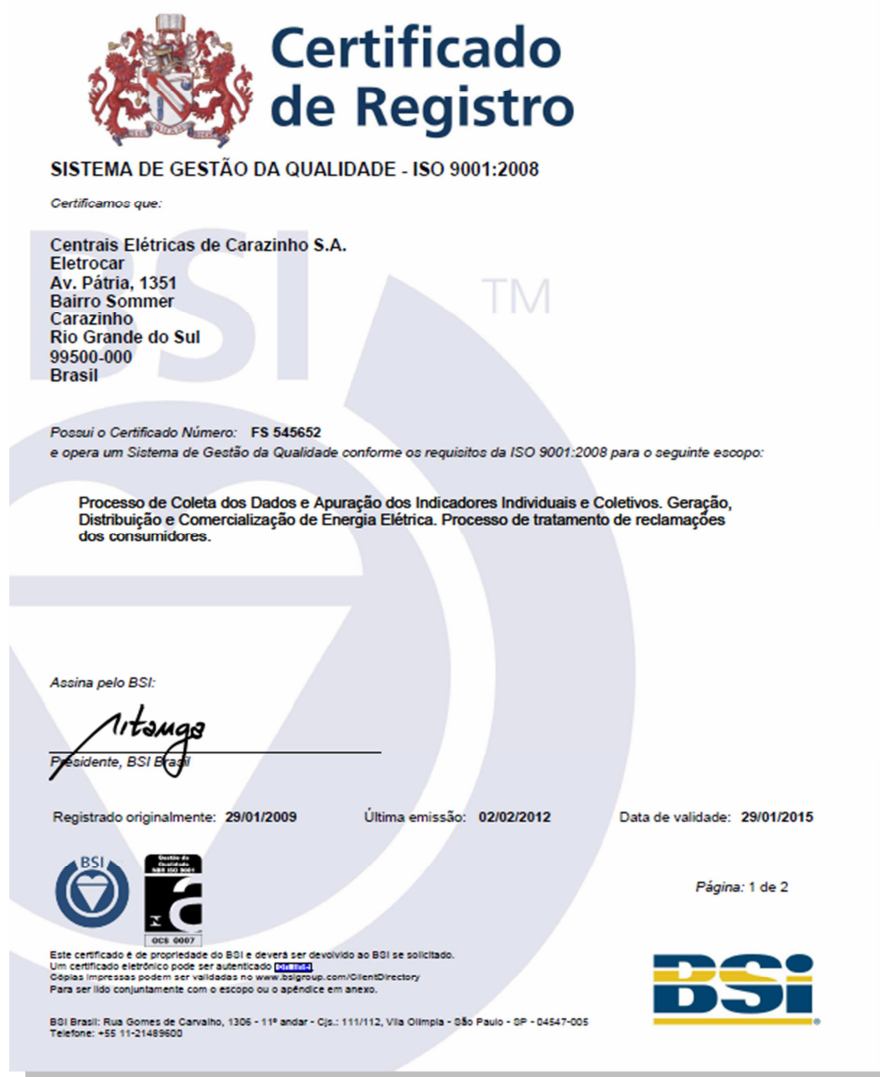 Certificado
de Registro
SISTEMA DE GESTÃO DA QUALIDADE - ISO 9001:2008
Certificamos que:
Centrais Elétricas de Carazinho S.A.
Eletrocar
Av. Pátria, 1351
Bairro Sommer
Carazinho
Rio Grande do Sul
99500-000
Brasil
BSI
TM
Possui o Certificado Número: FS 545652
e opera um Sistema de Gestão da Qualidade conforme os requisitos da ISO 9001:2008 para o seguinte escopo:
Processo de Coleta dos Dados e Apuração dos Indicadores Individuais e Coletivos. Geração,
Distribuição e Comercialização de Energia Elétrica. Processo de tratamento de reclamações
dos consumidores.
Assina pelo BSI:
Presidente, BSI Brasil
Registrado originalmente: 29/01/2009 Última emissão: 02/02/2012 Data de validade: 29/01/2015
BSI
Gestão da
Qualidade
NBR ISO 9001
OCS 0007
Página: 1 de 2
Este certificado é de propriedade do BSI e deverá ser devolvido ao BSI se solicitado.
Um certificado eletrônico pode ser autenticado
Cópias impressas podem ser validadas no www.bsigroup.com/ClientDirectory
Para ser lido conjuntamente com o escopo ou o apêndice em anexo.
BSi
BSI Brasil: Rua Gomes de Carvalho, 1306 - 11º andar - Cjs.: 111/112, Vila Olímpia - São Paulo - SP - 04547-005
Telefone: +55 11-21489600